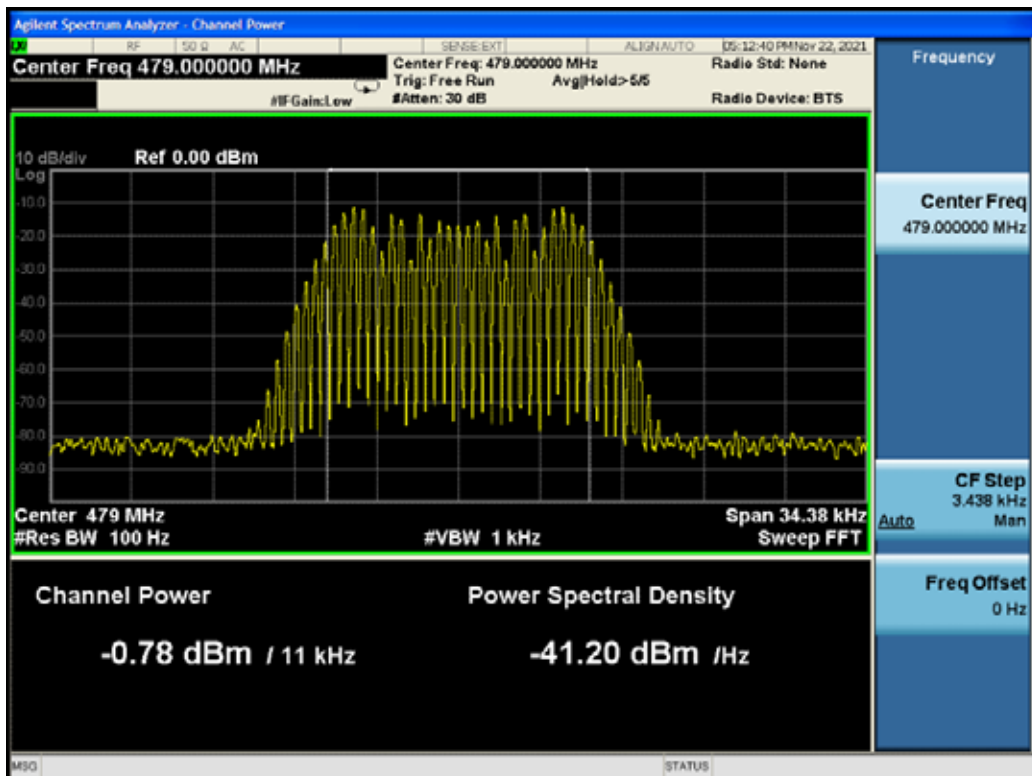 Agilent Spectrum Analyzer - Channel Power
RF 50 Ω AC SENSE:EXT ALIGN AUTO 05:12:40 PM Nov 22, 2021
Center Freq 479.000000 MHz
Center Freq: 479.000000 MHz Radio Std: None
Trig: Free Run Avg|Hold:>5/5
#IFGain:Low #Atten: 30 dB Radio Device: BTS
10 dB/div Ref 0.00 dBm
Log
-10.0
-20.0
-30.0
-40.0
-50.0
-60.0
-70.0
-80.0
-90.0
Center 479 MHz Span 34.38 kHz
#Res BW 100 Hz #VBW 1 kHz Sweep FFT
Channel Power Power Spectral Density
-0.78 dBm / 11 kHz -41.20 dBm /Hz
Frequency
Center Freq
479.000000 MHz
CF Step
3.438 kHz
Auto Man
Freq Offset
0 Hz
MSG STATUS